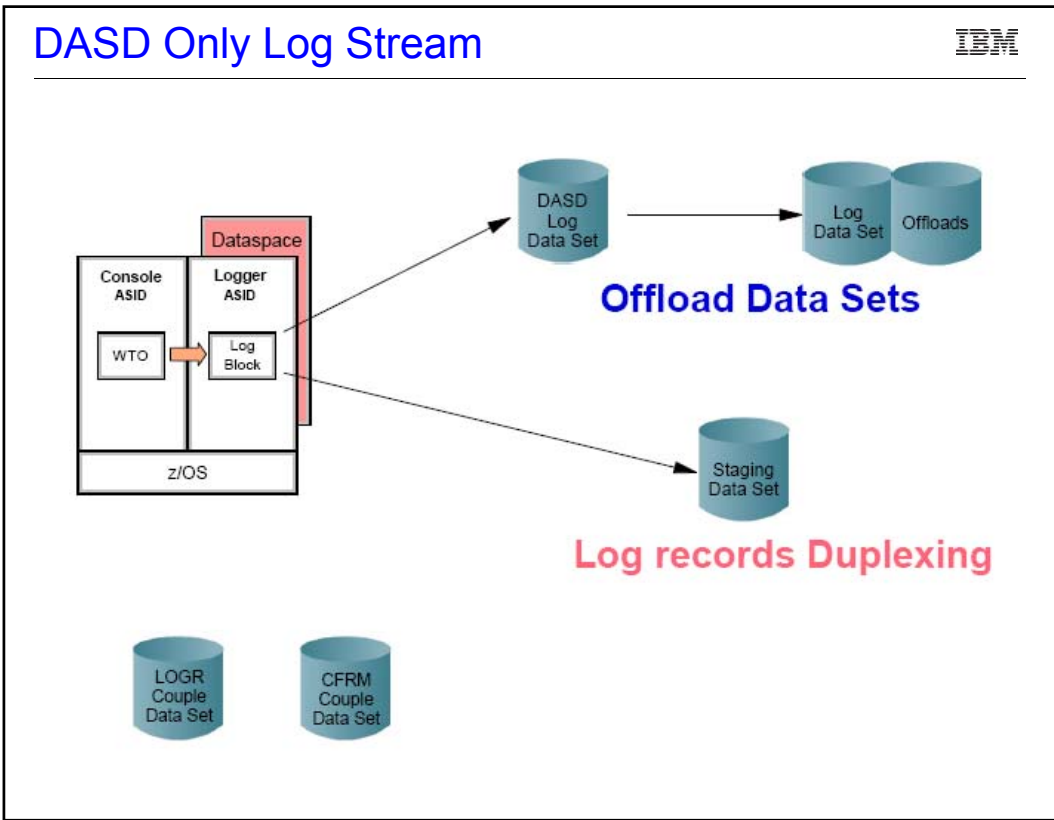 DASD Only Log Stream
IBM
Dataspace
Console
ASID
Logger
ASID
WTO
Log
Block
z/OS
DASD
Log
Data Set
Log
Data Set
Offloads
Offload Data Sets
Staging
Data Set
Log records Duplexing
LOGR
Couple
Data Set
CFRM
Couple
Data Set